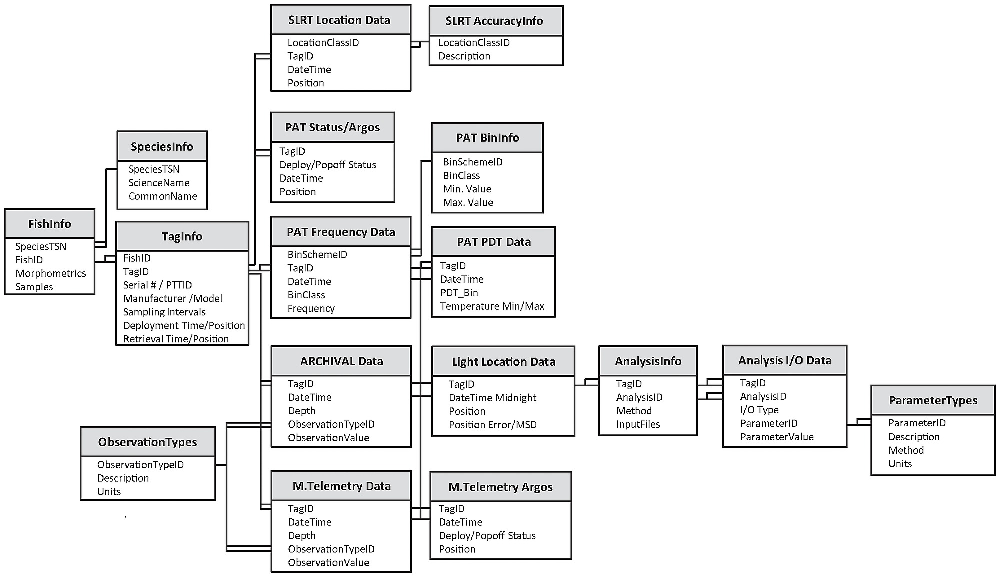 SLRT Location Data
LocationClassID
TagID
DateTime
Position
SLRT AccuracyInfo
LocationClassID
Description
PAT Status/Argos
TagID
Deploy/Popoff Status
DateTime
Position
PAT BinInfo
BinSchemeID
BinClass
Min. Value
Max. Value
SpeciesInfo
SpeciesTSN
ScienceName
CommonName
FishInfo
SpeciesTSN
FishID
Morphometrics
Samples
TagInfo
FishID
TagID
Serial # / PTTID
Manufacturer /Model
Sampling Intervals
Deployment Time/Position
Retrieval Time/Position
PAT Frequency Data
BinSchemeID
TagID
DateTime
BinClass
Frequency
PAT PDT Data
TagID
DateTime
PDT_Bin
Temperature Min/Max
ARCHIVAL Data
TagID
DateTime
Depth
ObservationTypeID
ObservationValue
Light Location Data
TagID
DateTime Midnight
Position
Position Error/MSD
AnalysisInfo
TagID
AnalysisID
Method
InputFiles
Analysis I/O Data
TagID
AnalysisID
I/O Type
ParameterID
ParameterValue
ParameterTypes
ParameterID
Description
Method
Units
ObservationTypes
ObservationTypeID
Description
Units
M.Telemetry Data
TagID
DateTime
Depth
ObservationTypeID
ObservationValue
M.Telemetry Argos
TagID
DateTime
Deploy/Popoff Status
Position